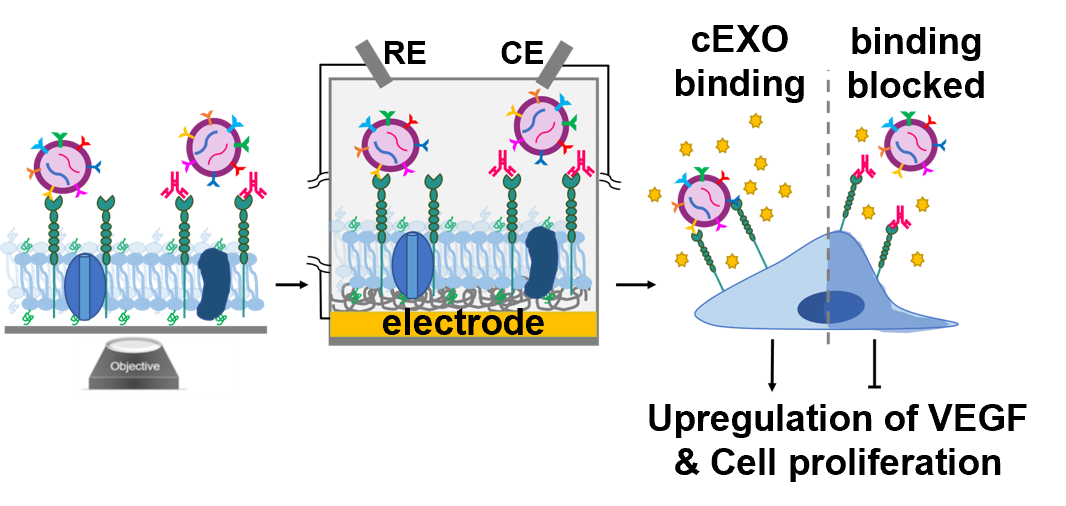 RE
CE
cEXO
binding
binding
blocked
electrode
Objective
Upregulation of VEGF
& Cell proliferation